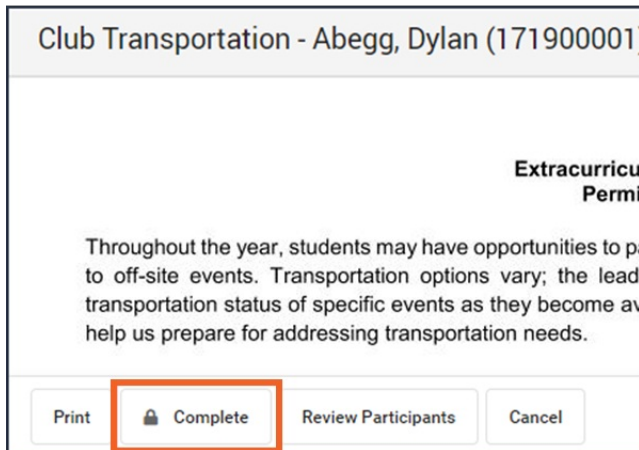 Club Transportation - Abegg, Dylan (171900001)
Extracurricu
Permi
Throughout the year, students may have opportunities to pa
to off-site events. Transportation options vary; the lead
transportation status of specific events as they become av
help us prepare for addressing transportation needs.
Print Complete Review Participants Cancel